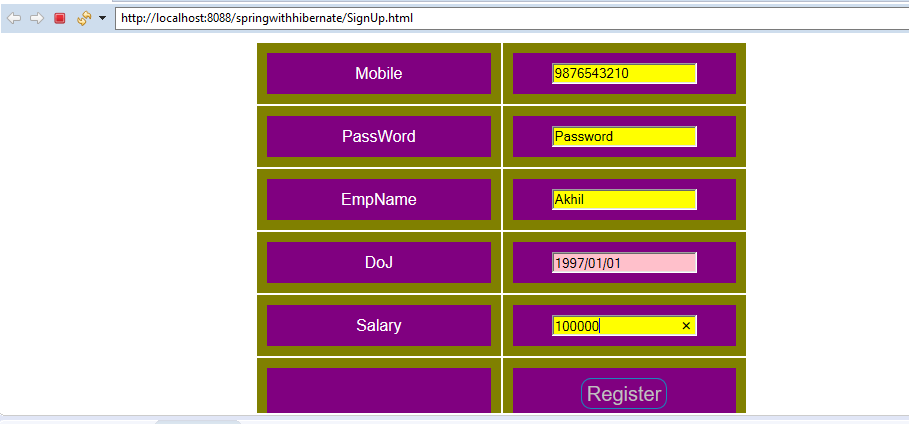 http://localhost:8088/springwithhibernate/SignUp.html
Mobile 9876543210
PassWord Password
EmpName Akhil
DoJ 1997/01/01
Salary 100000 ×
Register